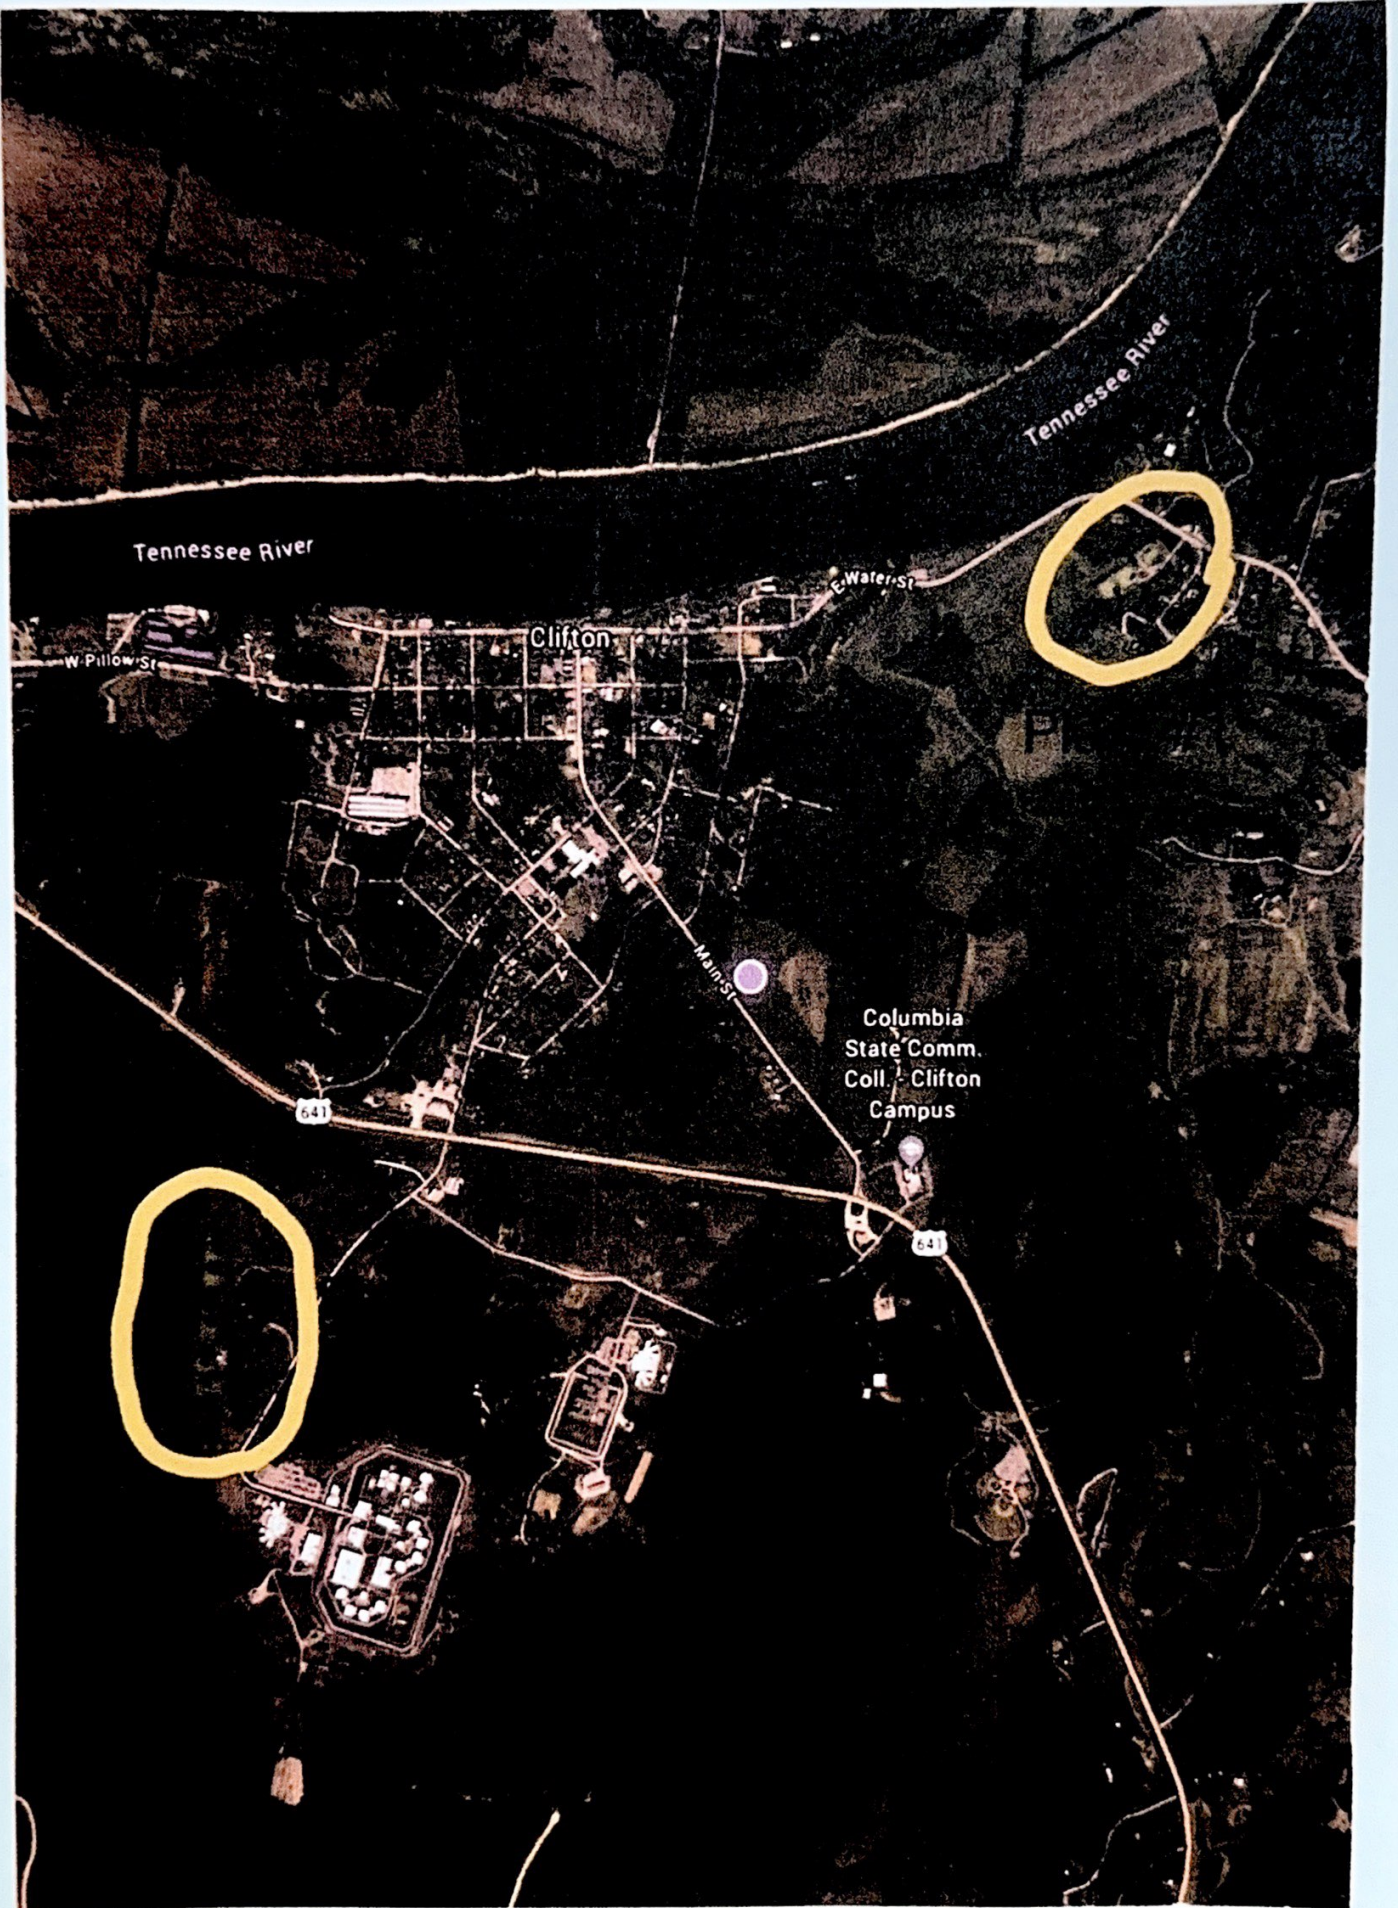 Tennessee River
Tennessee River
E Water St
Clifton
W Pillow St
Main St
Columbia
State Comm.
Coll. - Clifton
Campus
641
641